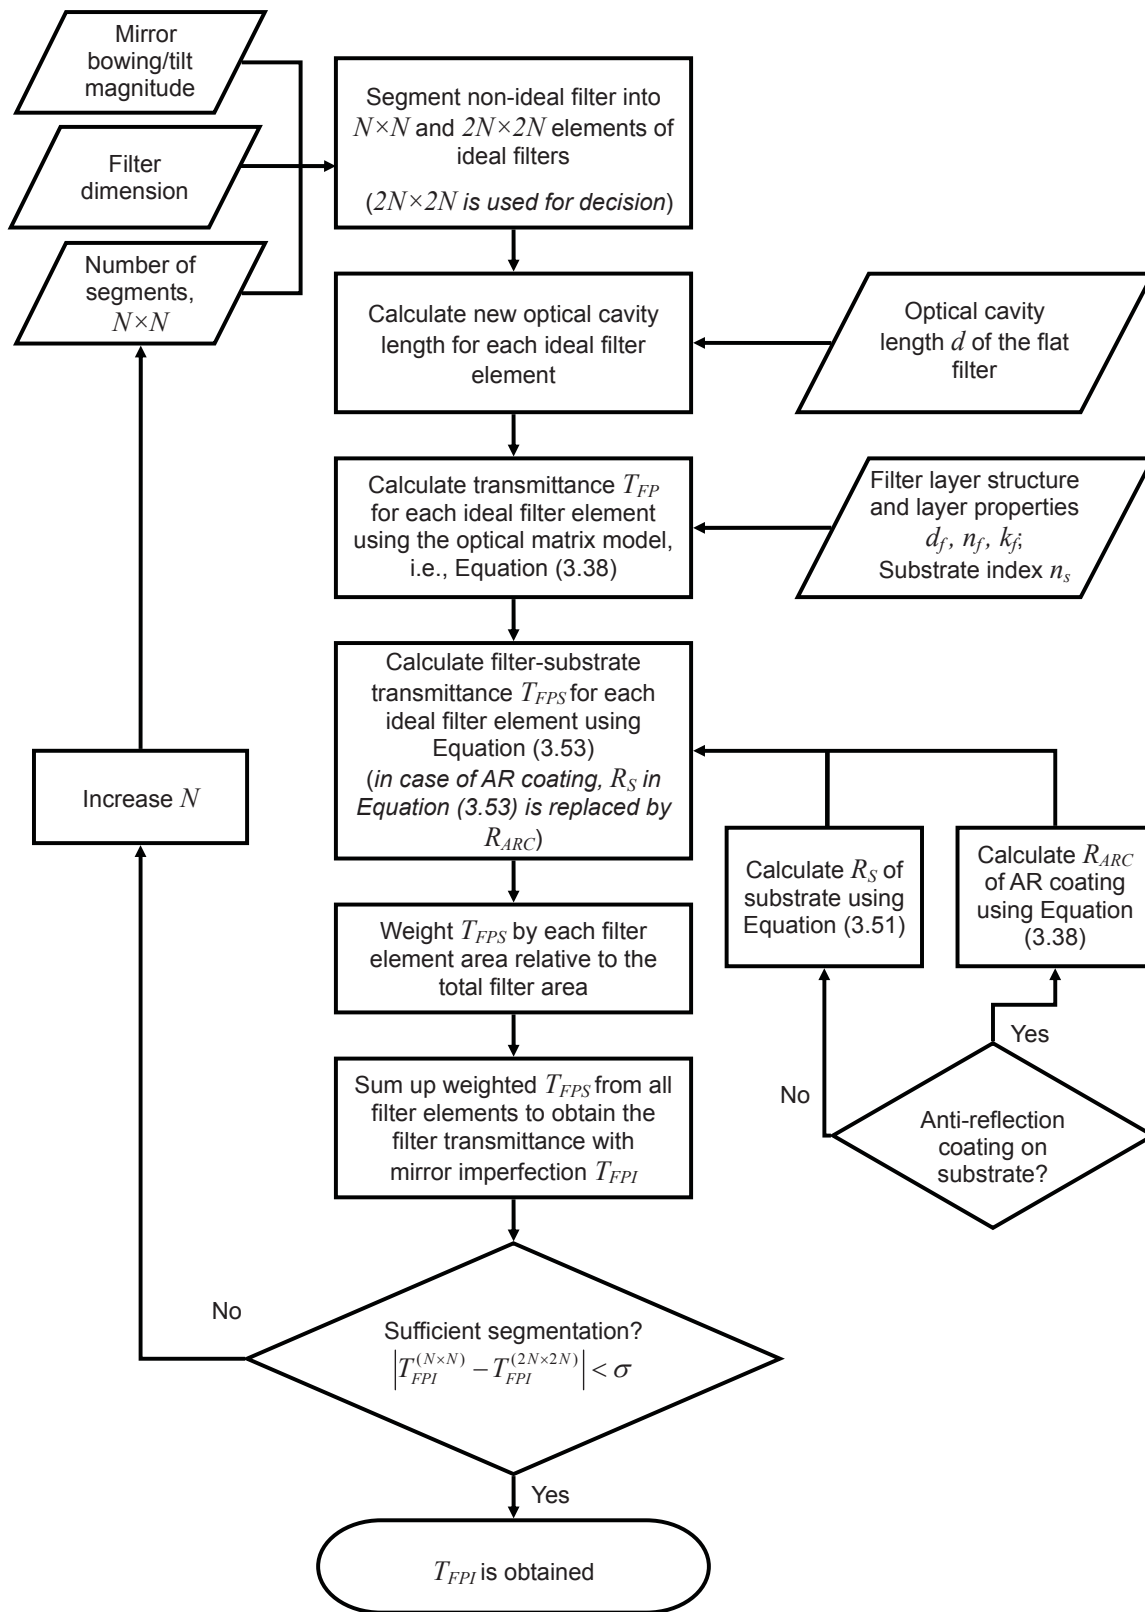 Mirror
bowing/tilt
magnitude
Filter
dimension
Number of
segments,
N×N
Segment non-ideal filter into
N×N and 2N×2N elements of
ideal filters
(2N×2N is used for decision)
Calculate new optical cavity
length for each ideal filter
element
Optical cavity
length d of the flat
filter
Calculate transmittance T_FP
for each ideal filter element
using the optical matrix model,
i.e., Equation (3.38)
Filter layer structure
and layer properties
d_f, n_f, k_f;
Substrate index n_s
Calculate filter-substrate
transmittance T_FPS for each
ideal filter element using
Equation (3.53)
(in case of AR coating, R_S in
Equation (3.53) is replaced by
R_ARC)
Increase N
Calculate R_S of
substrate using
Equation (3.51)
Calculate R_ARC
of AR coating
using Equation
(3.38)
Weight T_FPS by each filter
element area relative to the
total filter area
Yes
No
Anti-reflection
coating on
substrate?
Sum up weighted T_FPS from all
filter elements to obtain the
filter transmittance with
mirror imperfection T_FPI
No
Sufficient segmentation?
|T_FPI^(N×N) − T_FPI^(2N×2N)| < σ
Yes
T_FPI is obtained